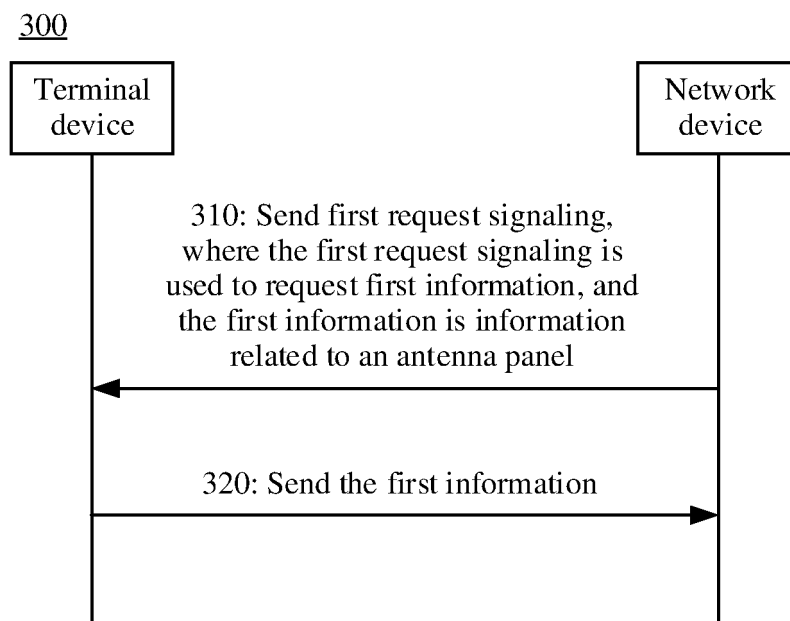 300
Terminal
device
Network
device
310: Send first request signaling,
where the first request signaling is
used to request first information, and
the first information is information
related to an antenna panel
320: Send the first information